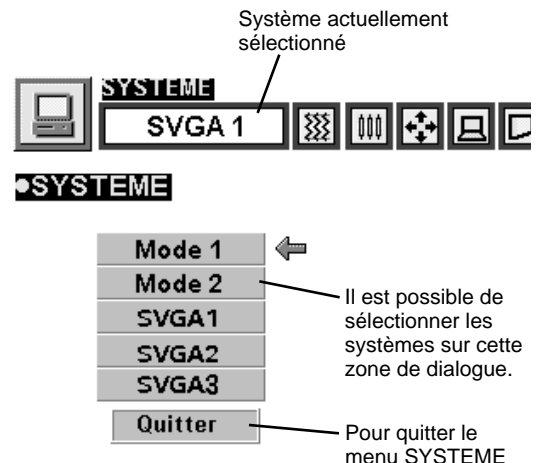 Système actuellement
sélectionné
SYSTEME
SVGA 1
●SYSTEME
Mode 1
Mode 2
SVGA1
SVGA2
SVGA3
Quitter
Il est possible de
sélectionner les
systèmes sur cette
zone de dialogue.
Pour quitter le
menu SYSTEME